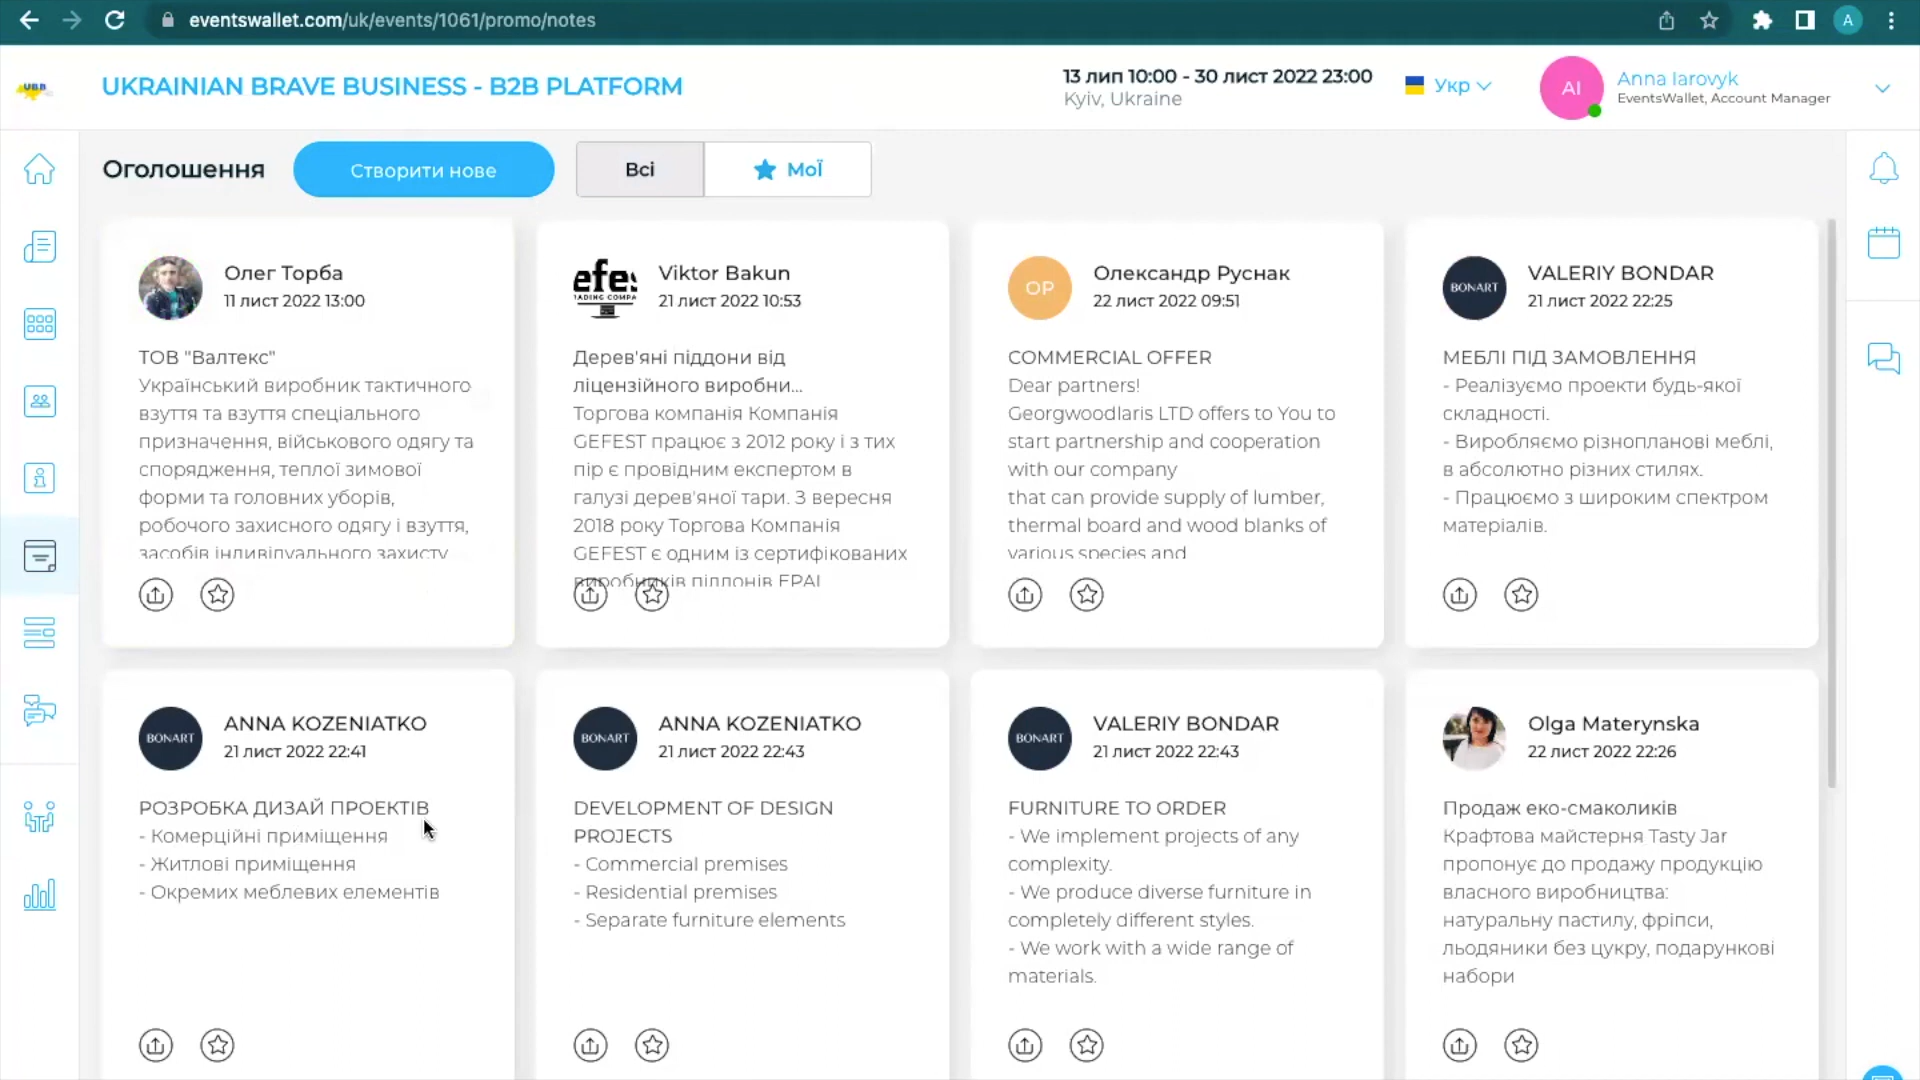 eventswallet.com/uk/events/1061/promo/notes
A
UBB
UKRAINIAN BRAVE BUSINESS - B2B PLATFORM
13 лип 10:00 - 30 лист 2022 23:00
Kyiv, Ukraine
Укр
AI
Anna Iarovyk
EventsWallet, Account Manager
Оголошення
Створити нове
Всі
Мої
Олег Торба
11 лист 2022 13:00
ТОВ "Валтекс"
Український виробник тактичного
взуття та взуття спеціального
призначення, військового одягу та
спорядження, теплої зимової
форми та головних уборів,
робочого захисного одягу і взуття,
засобів індивідуального захисту
efes
ADING COMPA
Viktor Bakun
21 лист 2022 10:53
Дерев'яні піддони від
ліцензійного виробни...
Торгова компанія Компанія
GEFEST працює з 2012 року і з тих
пір є провідним експертом в
галузі дерев'яної тари. З вересня
2018 року Торгова Компанія
GEFEST є одним із сертифікованих
виробників піддонів EPAL
OP
Олександр Руснак
22 лист 2022 09:51
COMMERCIAL OFFER
Dear partners!
Georgwoodlaris LTD offers to You to
start partnership and cooperation
with our company
that can provide supply of lumber,
thermal board and wood blanks of
various species and
BONART
VALERIY BONDAR
21 лист 2022 22:25
МЕБЛІ ПІД ЗАМОВЛЕННЯ
- Реалізуємо проекти будь-якої
складності.
- Виробляємо різнопланові меблі,
в абсолютно різних стилях.
- Працюємо з широким спектром
матеріалів.
BONART
ANNA KOZENIATKO
21 лист 2022 22:41
РОЗРОБКА ДИЗАЙ ПРОЕКТІВ
- Комерційні приміщення
- Житлові приміщення
- Окремих меблевих елементів
BONART
ANNA KOZENIATKO
21 лист 2022 22:43
DEVELOPMENT OF DESIGN
PROJECTS
- Commercial premises
- Residential premises
- Separate furniture elements
BONART
VALERIY BONDAR
21 лист 2022 22:43
FURNITURE TO ORDER
- We implement projects of any
complexity.
- We produce diverse furniture in
completely different styles.
- We work with a wide range of
materials.
Olga Materynska
22 лист 2022 22:26
Продаж еко-смаколиків
Крафтова майстерня Tasty Jar
пропонує до продажу продукцію
власного виробництва:
натуральну пастилу, фріпси,
льодяники без цукру, подарункові
набори